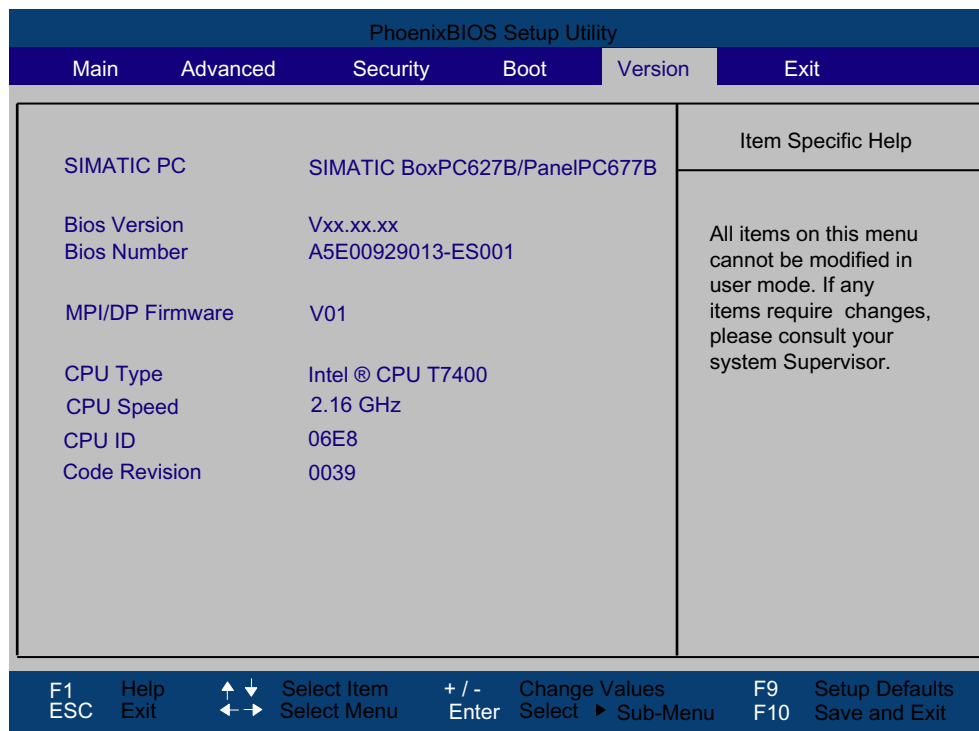 PhoenixBIOS Setup Utility
Main Advanced Security Boot Version Exit
SIMATIC PC SIMATIC BoxPC627B/PanelPC677B
Bios Version Vxx.xx.xx
Bios Number A5E00929013-ES001
MPI/DP Firmware V01
CPU Type Intel ® CPU T7400
CPU Speed 2.16 GHz
CPU ID 06E8
Code Revision 0039
Item Specific Help
All items on this menu
cannot be modified in
user mode. If any
items require changes,
please consult your
system Supervisor.
F1 Help Select Item + / - Change Values F9 Setup Defaults
ESC Exit Select Menu Enter Select Sub-Menu F10 Save and Exit